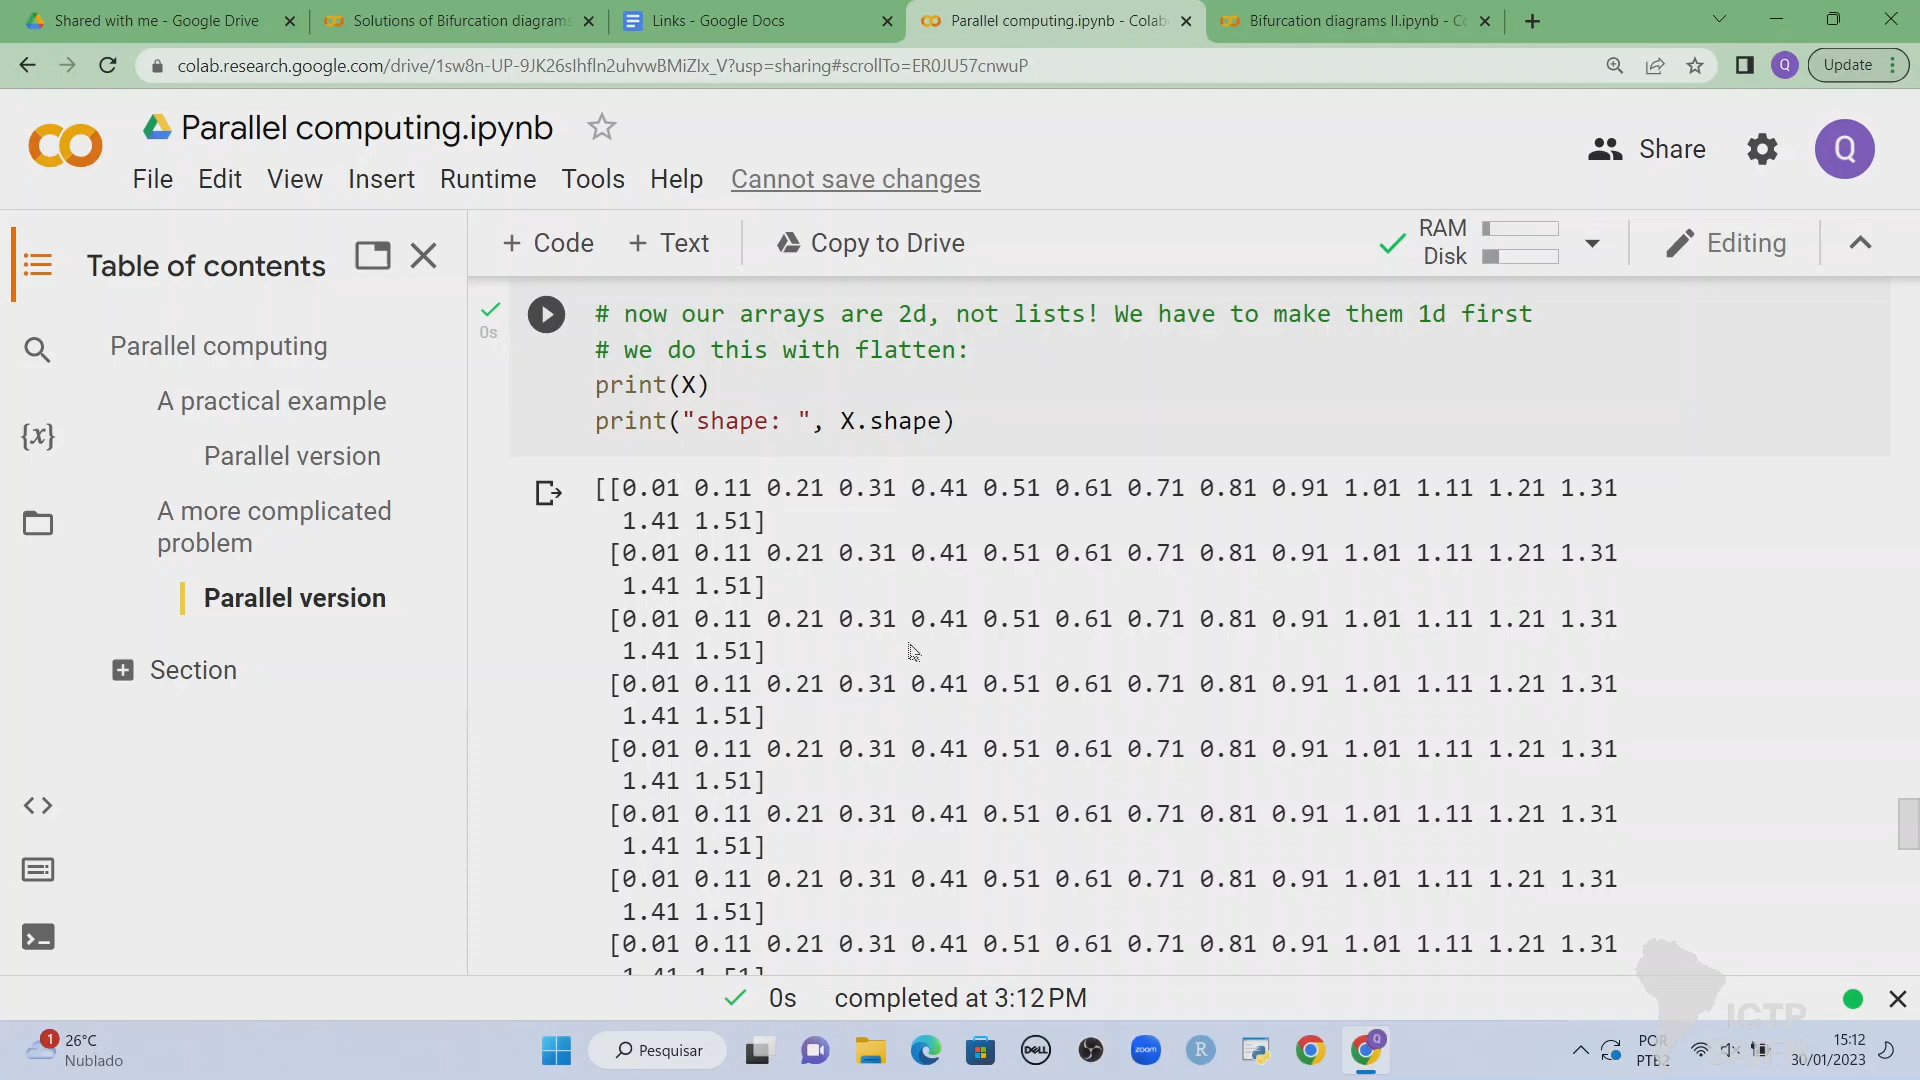 Shared with me - Google Drive
Solutions of Bifurcation diagrams
Links - Google Docs
Parallel computing.ipynb - Colab
Bifurcation diagrams II.ipynb - Co
colab.research.google.com/drive/1sw8n-UP-9JK26sIhfln2uhvwBMiZIx_V?usp=sharing#scrollTo=ER0JU57cnwuP
Q
Update
CO
Parallel computing.ipynb
Share
Q
File Edit View Insert Runtime Tools Help Cannot save changes
Table of contents
+ Code + Text
Copy to Drive
RAM
Disk
Editing
Parallel computing
A practical example
Parallel version
A more complicated
problem
Parallel version
Section
{x}
0s
# now our arrays are 2d, not lists! We have to make them 1d first
# we do this with flatten:
print(X)
print("shape: ", X.shape)
[[0.01 0.11 0.21 0.31 0.41 0.51 0.61 0.71 0.81 0.91 1.01 1.11 1.21 1.31
1.41 1.51]
[0.01 0.11 0.21 0.31 0.41 0.51 0.61 0.71 0.81 0.91 1.01 1.11 1.21 1.31
1.41 1.51]
[0.01 0.11 0.21 0.31 0.41 0.51 0.61 0.71 0.81 0.91 1.01 1.11 1.21 1.31
1.41 1.51]
[0.01 0.11 0.21 0.31 0.41 0.51 0.61 0.71 0.81 0.91 1.01 1.11 1.21 1.31
1.41 1.51]
[0.01 0.11 0.21 0.31 0.41 0.51 0.61 0.71 0.81 0.91 1.01 1.11 1.21 1.31
1.41 1.51]
[0.01 0.11 0.21 0.31 0.41 0.51 0.61 0.71 0.81 0.91 1.01 1.11 1.21 1.31
1.41 1.51]
[0.01 0.11 0.21 0.31 0.41 0.51 0.61 0.71 0.81 0.91 1.01 1.11 1.21 1.31
1.41 1.51]
[0.01 0.11 0.21 0.31 0.41 0.51 0.61 0.71 0.81 0.91 1.01 1.11 1.21 1.31
1.41 1.51]
0s completed at 3:12 PM
ICTP
1
26°C
Nublado
Pesquisar
DELL
zoom
R
Q
POR
PTB2
15:12
30/01/2023